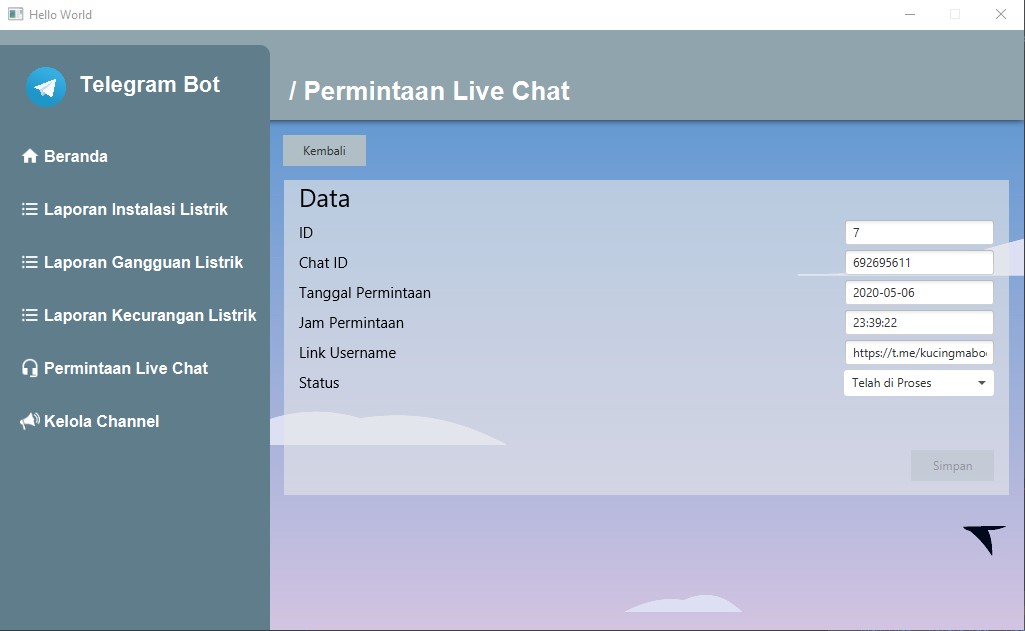 Hello World
Telegram Bot
/ Permintaan Live Chat
Beranda
Laporan Instalasi Listrik
Laporan Gangguan Listrik
Laporan Kecurangan Listrik
Permintaan Live Chat
Kelola Channel
Kembali
Data
ID 7
Chat ID 692695611
Tanggal Permintaan 2020-05-06
Jam Permintaan 23:39:22
Link Username https://t.me/kucingmabo
Status Telah di Proses
Simpan